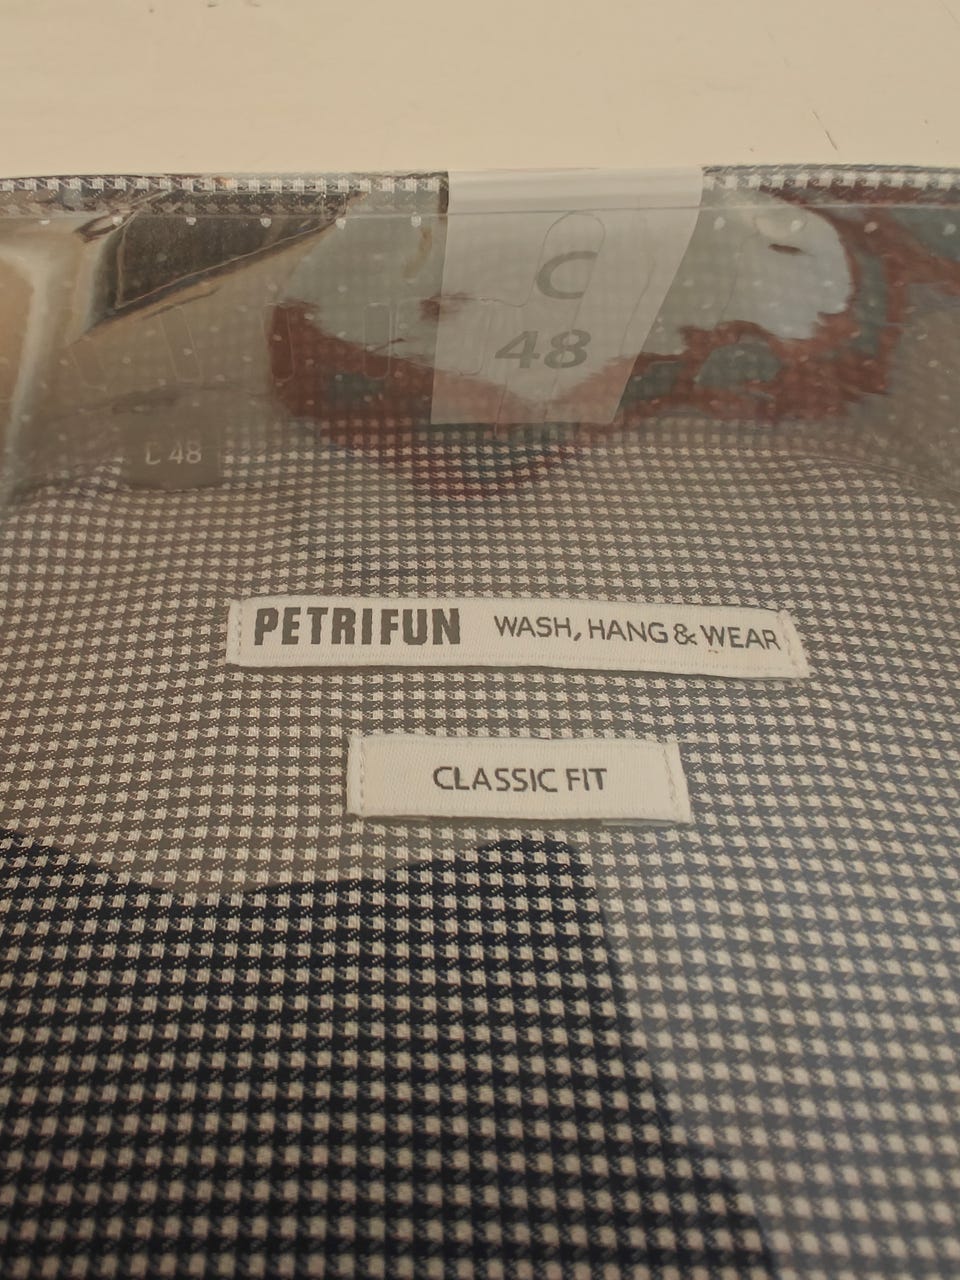 C
48
C 48
PETRIFUN WASH, HANG & WEAR
CLASSIC FIT